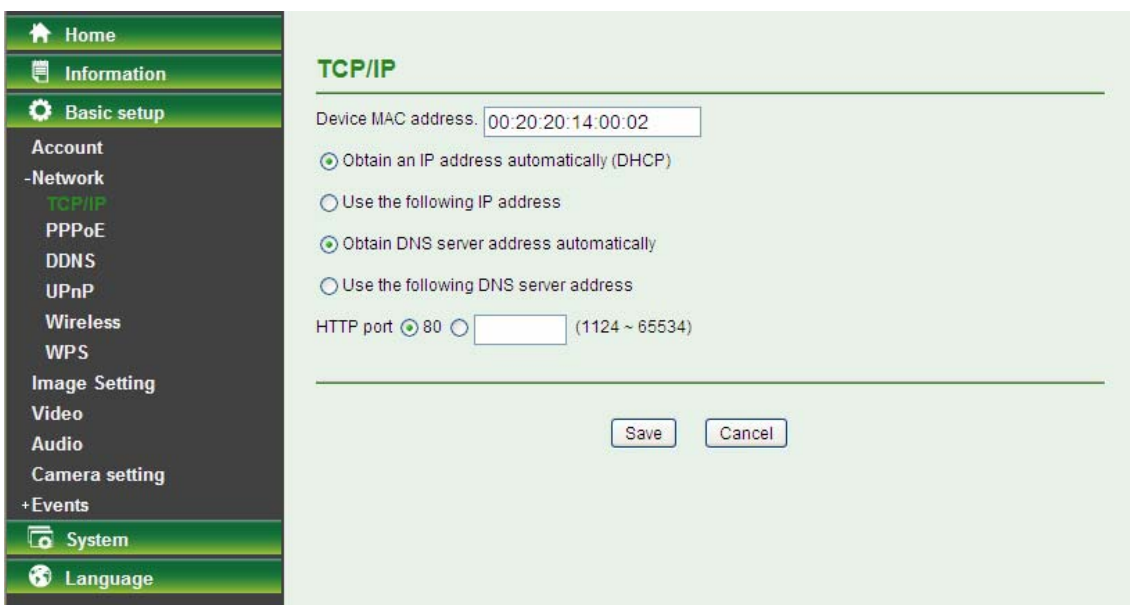 Home
Information
Basic setup
Account
-Network
TCP/IP
PPPoE
DDNS
UPnP
Wireless
WPS
Image Setting
Video
Audio
Camera setting
+Events
System
Language
TCP/IP
Device MAC address. 00:20:20:14:00:02
Obtain an IP address automatically (DHCP)
Use the following IP address
Obtain DNS server address automatically
Use the following DNS server address
HTTP port 80 (1124 ~ 65534)
Save Cancel